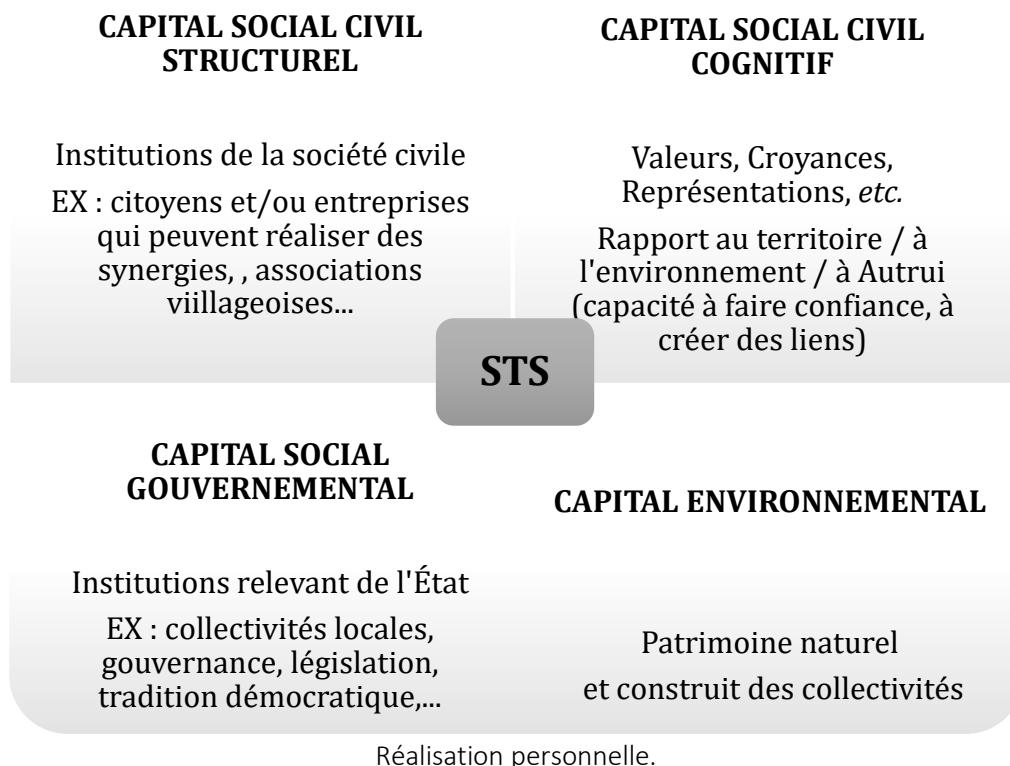 CAPITAL SOCIAL CIVIL
STRUCTUREL
Institutions de la société civile
EX : citoyens et/ou entreprises
qui peuvent réaliser des
synergies, , associations
viillageoises...
CAPITAL SOCIAL CIVIL
COGNITIF
Valeurs, Croyances,
Représentations, etc.
Rapport au territoire / à
l'environnement / à Autrui
(capacité à faire confiance, à
créer des liens)
STS
CAPITAL SOCIAL
GOUVERNEMENTAL
Institutions relevant de l'État
EX : collectivités locales,
gouvernance, législation,
tradition démocratique,...
CAPITAL ENVIRONNEMENTAL
Patrimoine naturel
et construit des collectivités
Réalisation personnelle.